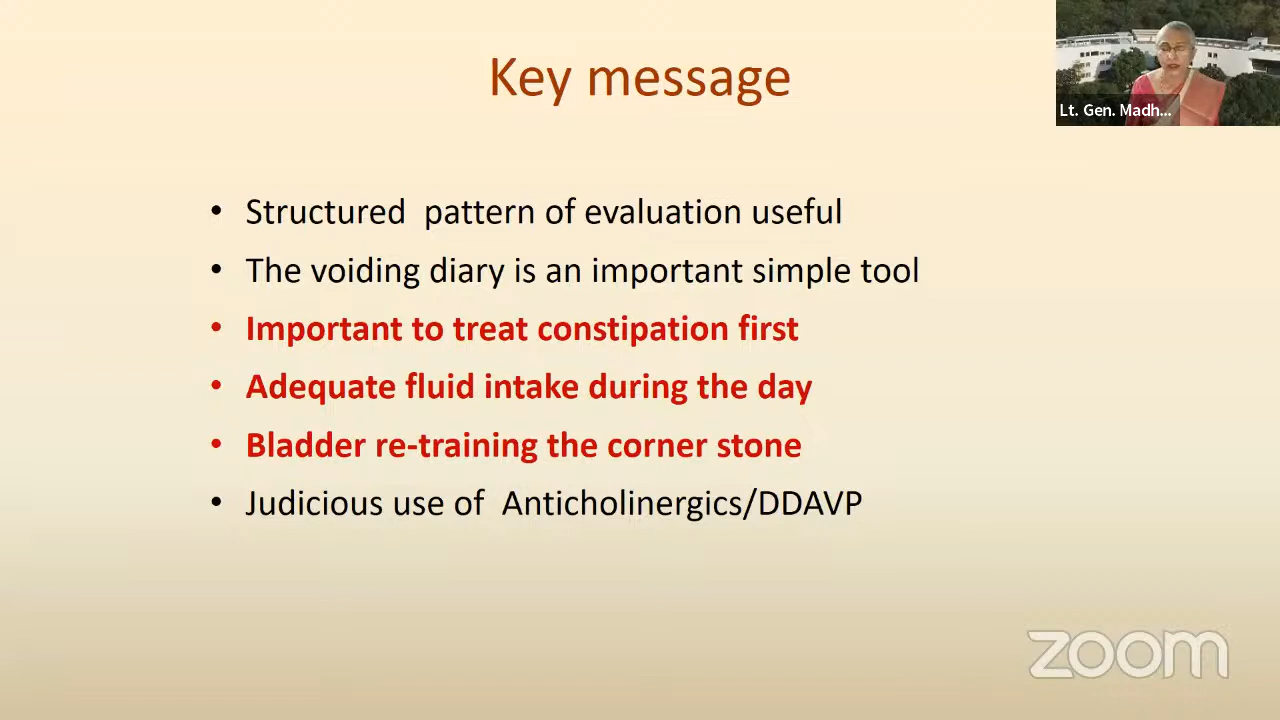 Key message
Lt. Gen. Madh...
• Structured pattern of evaluation useful
• The voiding diary is an important simple tool
• Important to treat constipation first
• Adequate fluid intake during the day
• Bladder re-training the corner stone
• Judicious use of Anticholinergics/DDAVP
zoom